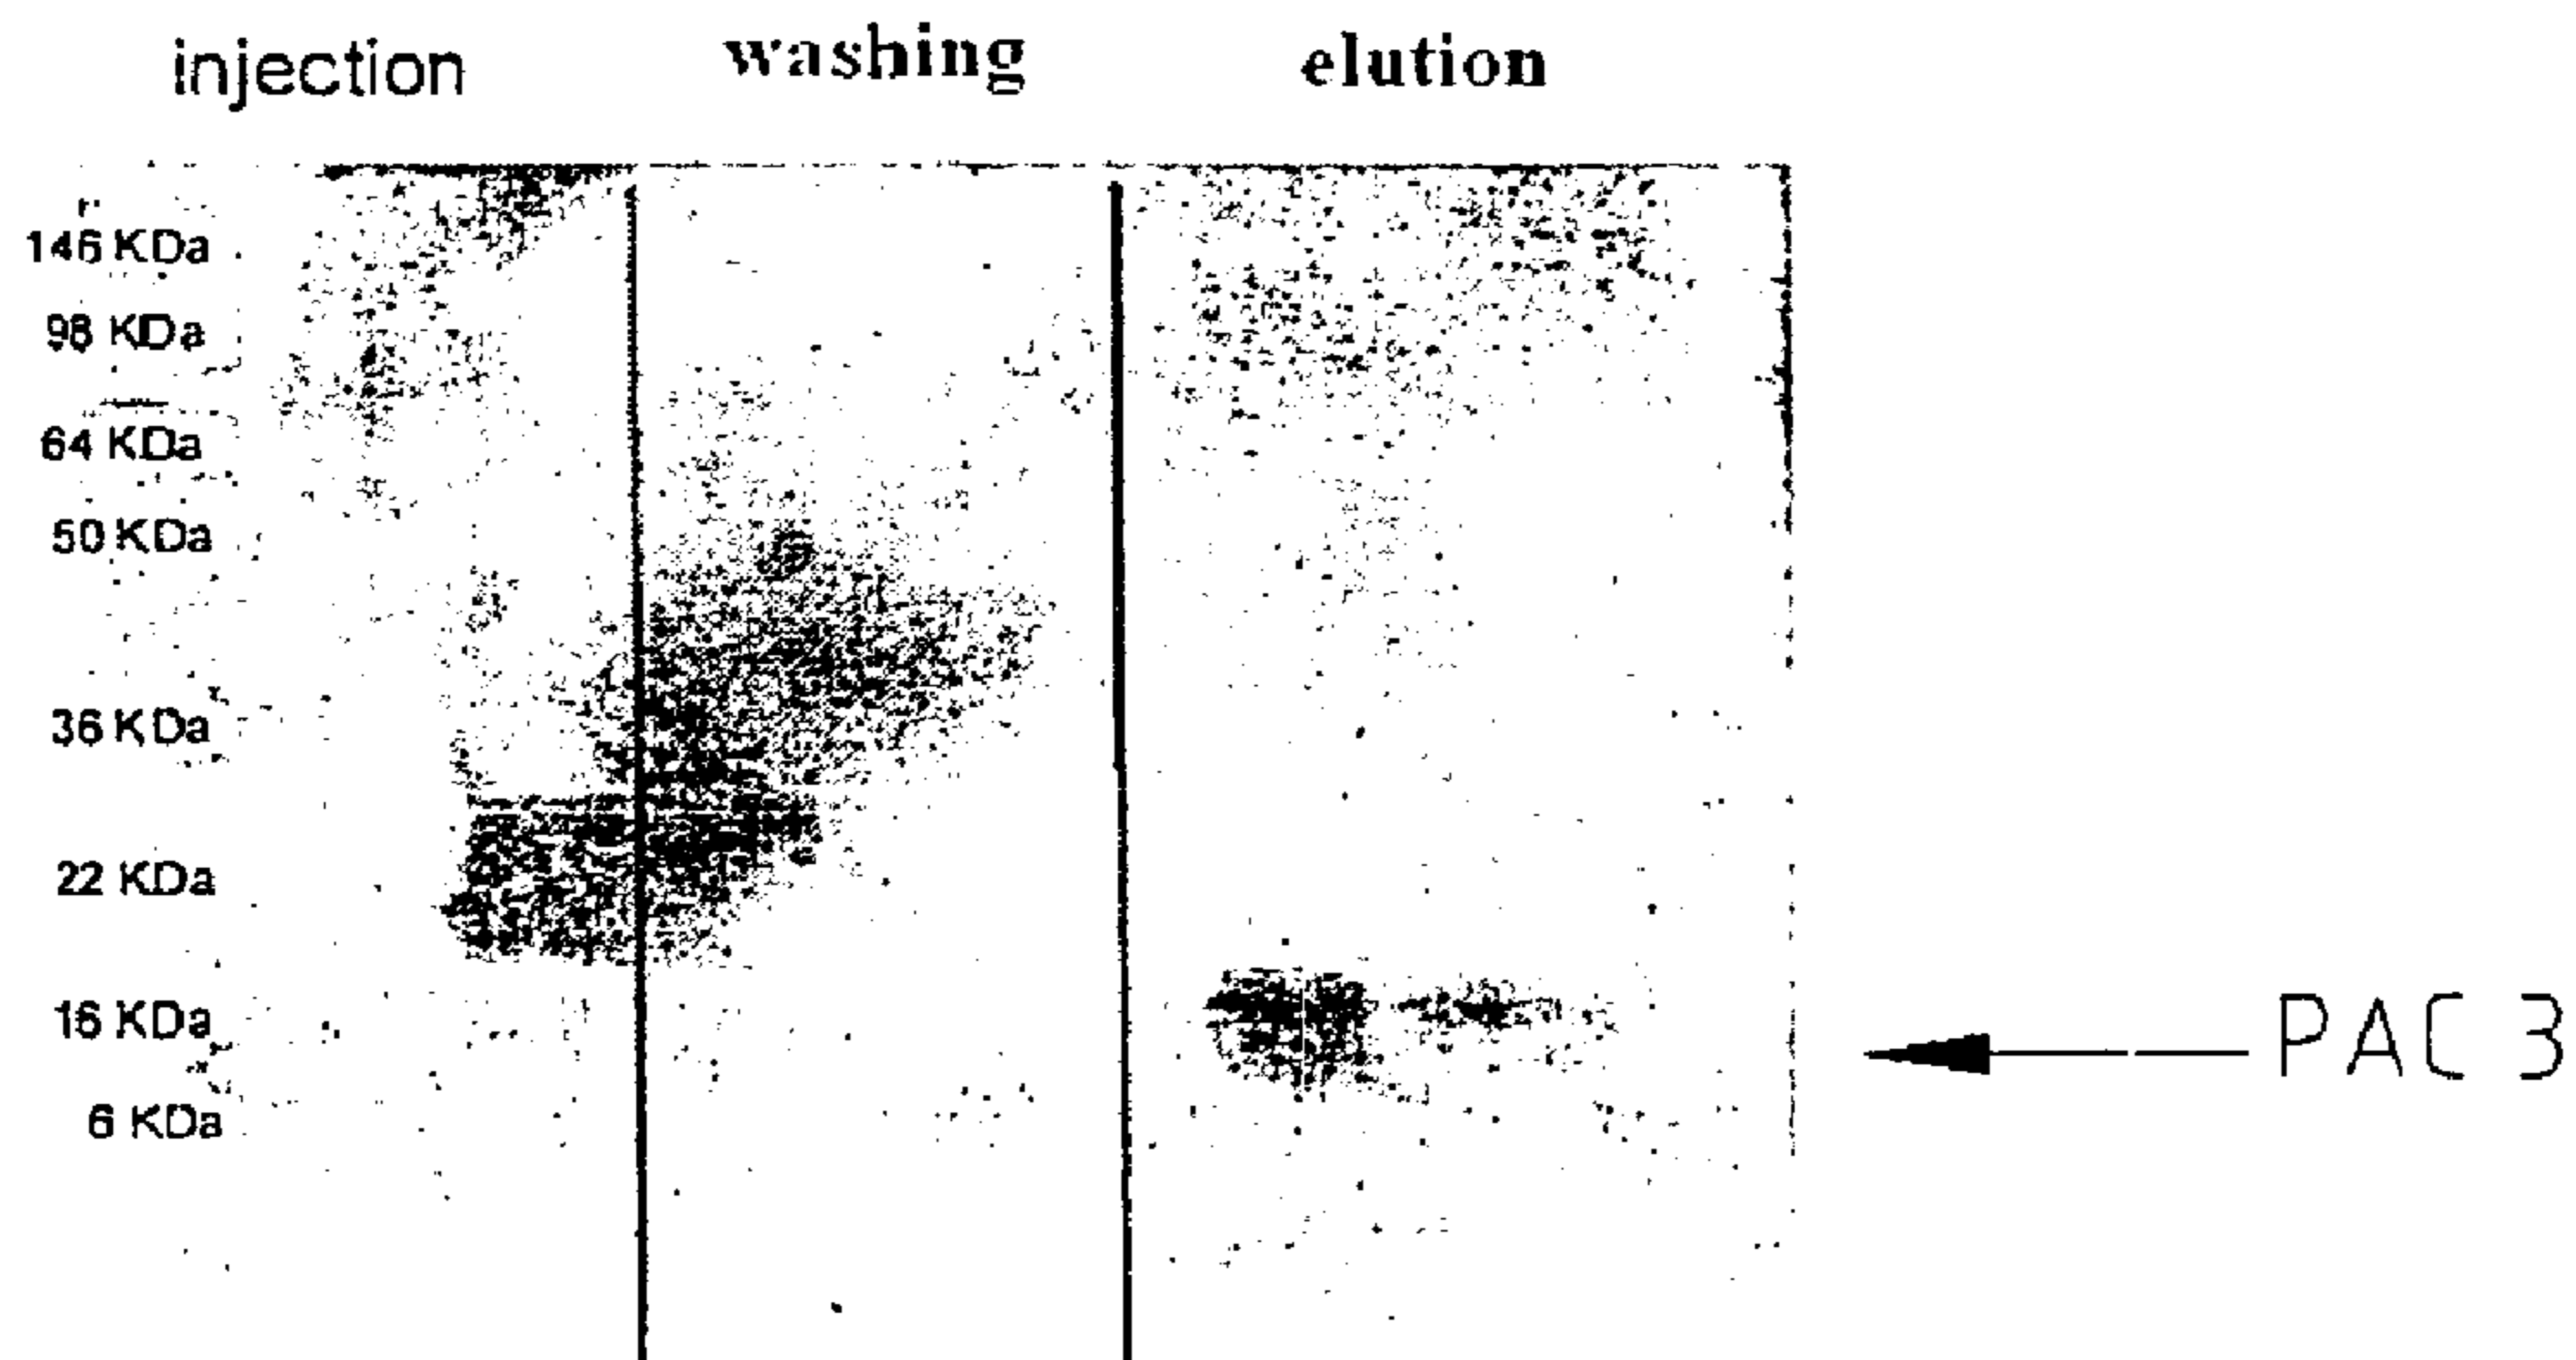 injection washing elution
146 KDa
98 KDa
64 KDa
50 KDa
36 KDa
22 KDa
16 KDa
PAC 3
6 KDa